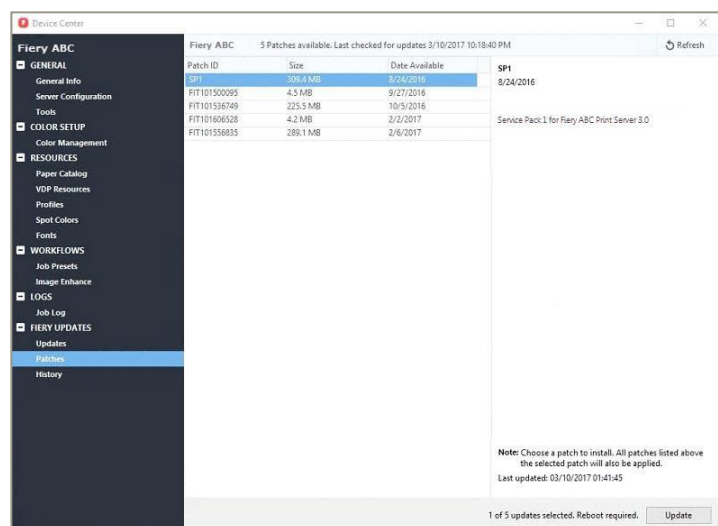 Device Center
Fiery ABC
GENERAL
General Info
Server Configuration
Tools
COLOR SETUP
Color Management
RESOURCES
Paper Catalog
VDP Resources
Profiles
Spot Colors
Fonts
WORKFLOWS
Job Presets
Image Enhance
LOGS
Job Log
FIERY UPDATES
Updates
Patches
History
Fiery ABC 5 Patches available. Last checked for updates 3/10/2017 10:18:40 PM Refresh
Patch ID Size Date Available
SP1 309.4 MB 8/24/2016
FIT101500095 4.5 MB 9/27/2016
FIT101536749 225.5 MB 10/5/2016
FIT101606528 4.2 MB 2/2/2017
FIT101556835 289.1 MB 2/6/2017
SP1
8/24/2016
Service Pack 1 for Fiery ABC Print Server 3.0
Note: Choose a patch to install. All patches listed above
the selected patch will also be applied.
Last updated: 03/10/2017 01:41:45
1 of 5 updates selected. Reboot required. Update